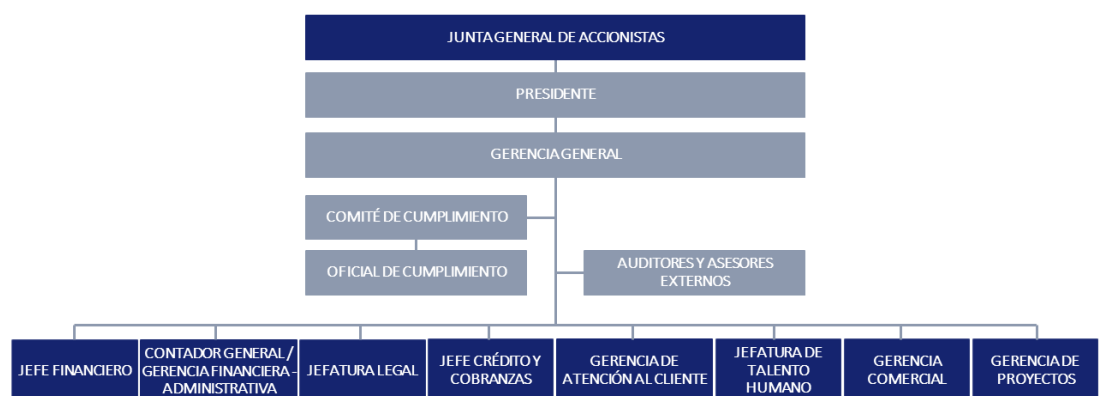 JUNTA GENERAL DE ACCIONISTAS
PRESIDENTE
GERENCIA GENERAL
COMITÉ DE CUMPLIMIENTO
OFICIAL DE CUMPLIMIENTO
AUDITORES Y ASESORES
EXTERNOS
JEFE FINANCIERO
CONTADOR GENERAL /
GERENCIA FINANCIERA -
ADMINISTRATIVA
JEFATURA LEGAL
JEFE CRÉDITO Y
COBRANZAS
GERENCIA DE
ATENCIÓN AL CLIENTE
JEFATURA DE
TALENTO
HUMANO
GERENCIA
COMERCIAL
GERENCIA DE
PROYECTOS